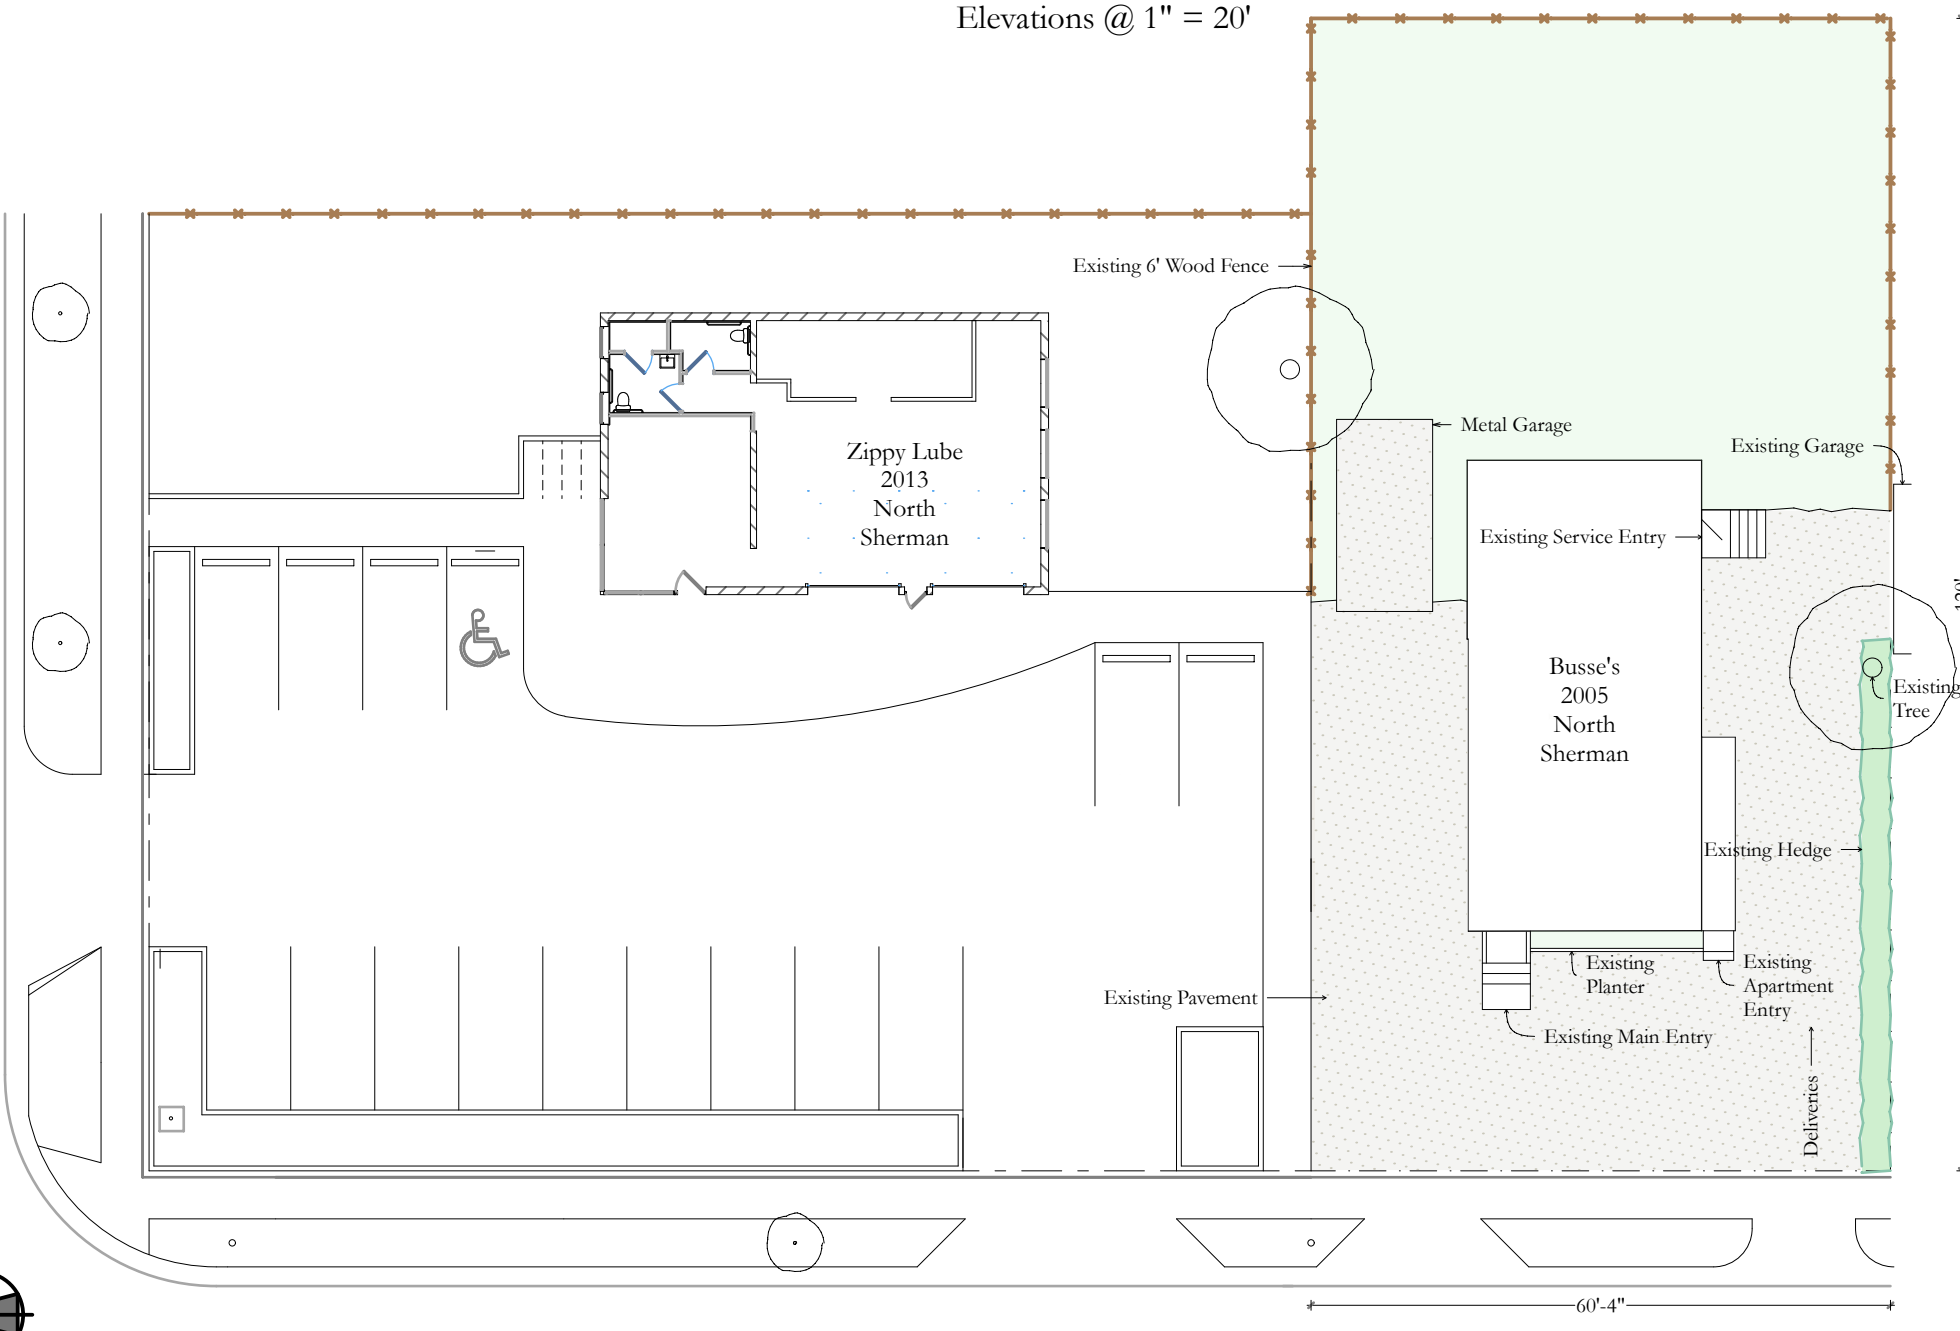 Elevations @ 1" = 20'
Existing 6' Wood Fence
Metal Garage
Existing Garage
Zippy Lube
2013
North
Sherman
Existing Service Entry
120'
Busse's
2005
North
Sherman
Existing
Tree
Existing Hedge
Existing
Planter
Existing
Apartment
Entry
Existing Pavement
Existing Main Entry
Deliveries
60'-4"